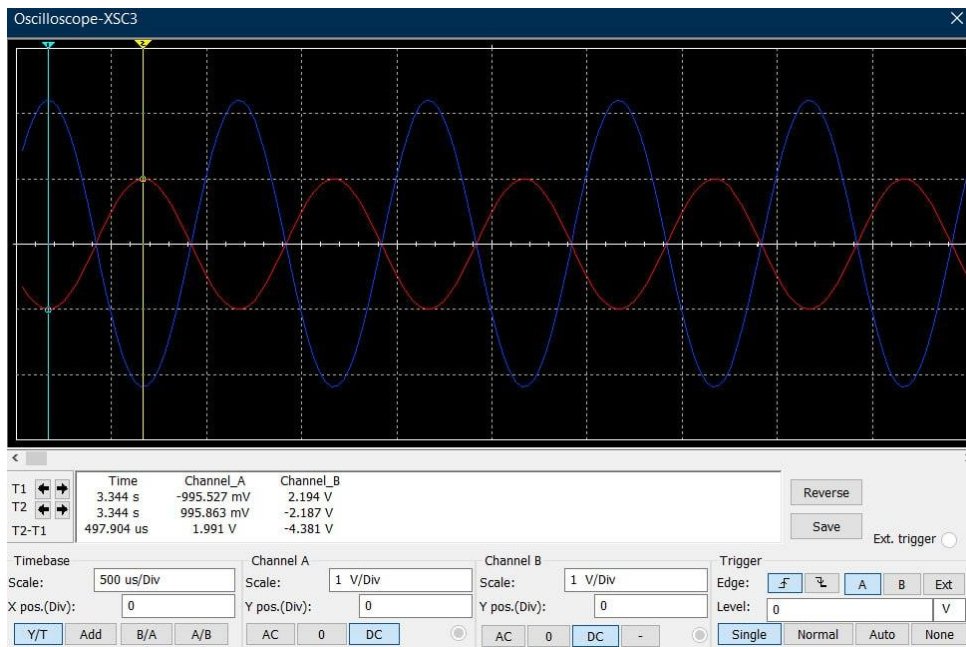 Oscilloscope-XSC3
1 2
Time Channel_A Channel_B
T1 3.344 s -995.527 mV 2.194 V
T2 3.344 s 995.863 mV -2.187 V
T2-T1 497.904 us 1.991 V -4.381 V
Reverse
Save
Ext. trigger
Timebase Channel A Channel B Trigger
Scale: 500 us/Div Scale: 1 V/Div Scale: 1 V/Div Edge: A B Ext
X pos.(Div): 0 Y pos.(Div): 0 Y pos.(Div): 0 Level: 0 V
Y/T Add B/A A/B AC 0 DC AC 0 DC - Single Normal Auto None